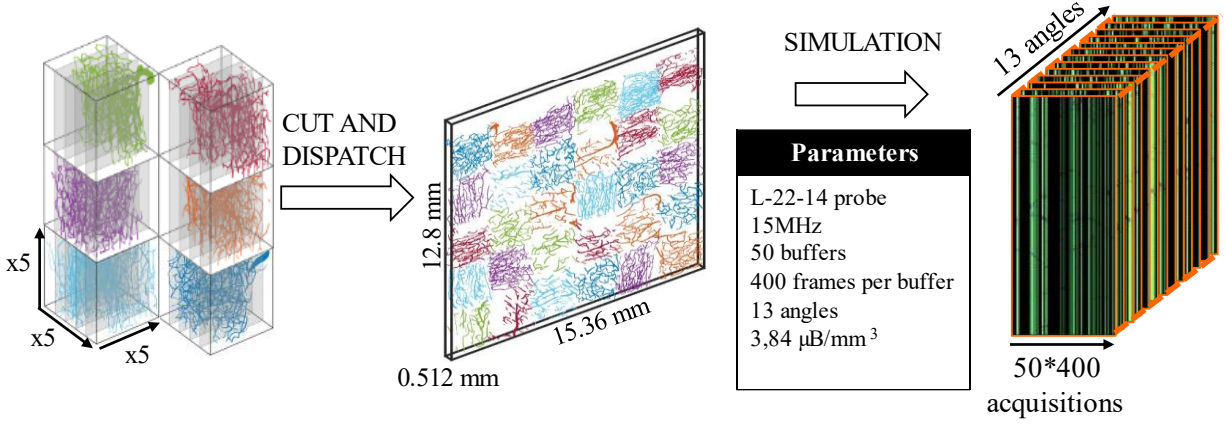 x5
x5
x5
CUT AND
DISPATCH
12.8 mm
15.36 mm
0.512 mm
SIMULATION
Parameters
L-22-14 probe
15MHz
50 buffers
400 frames per buffer
13 angles
3,84 µB/mm³
13 angles
50*400
acquisitions